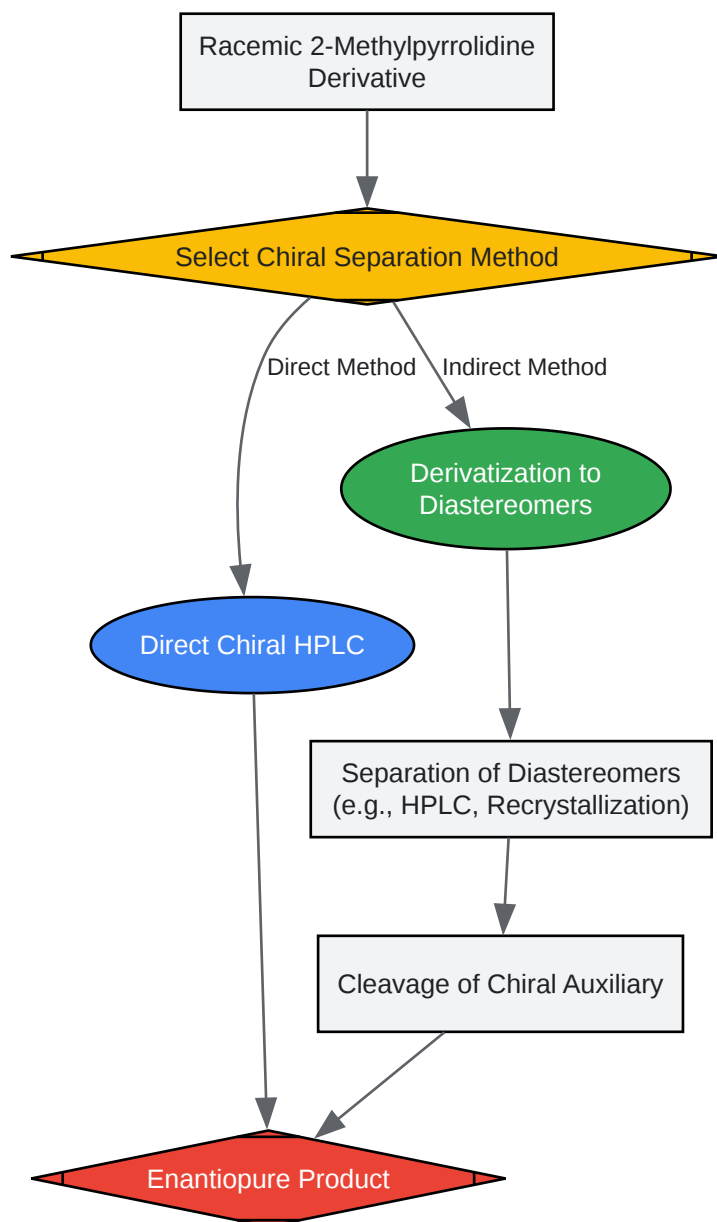 Racemic 2-Methylpyrrolidine
Derivative
Select Chiral Separation Method
Direct Method
Indirect Method
Derivatization to
Diastereomers
Direct Chiral HPLC
Separation of Diastereomers
(e.g., HPLC, Recrystallization)
Cleavage of Chiral Auxiliary
Enantiopure Product